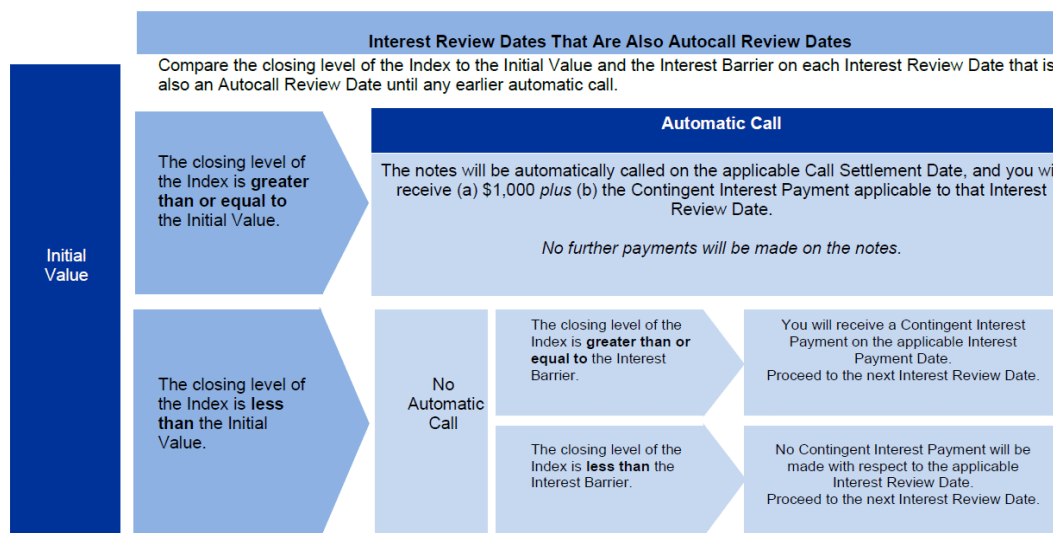 Interest Review Dates That Are Also Autocall Review Dates
Compare the closing level of the Index to the Initial Value and the Interest Barrier on each Interest Review Date that is
also an Autocall Review Date until any earlier automatic call.
Initial
Value
The closing level of
the Index is greater
than or equal to
the Initial Value.
Automatic Call
The notes will be automatically called on the applicable Call Settlement Date, and you wi
receive (a) $1,000 plus (b) the Contingent Interest Payment applicable to that Interest
Review Date.
No further payments will be made on the notes.
The closing level of
the Index is less
than the Initial
Value.
No
Automatic
Call
The closing level of the
Index is greater than or
equal to the Interest
Barrier.
You will receive a Contingent Interest
Payment on the applicable Interest
Payment Date.
Proceed to the next Interest Review Date.
The closing level of the
Index is less than the
Interest Barrier.
No Contingent Interest Payment will be
made with respect to the applicable
Interest Review Date.
Proceed to the next Interest Review Date.